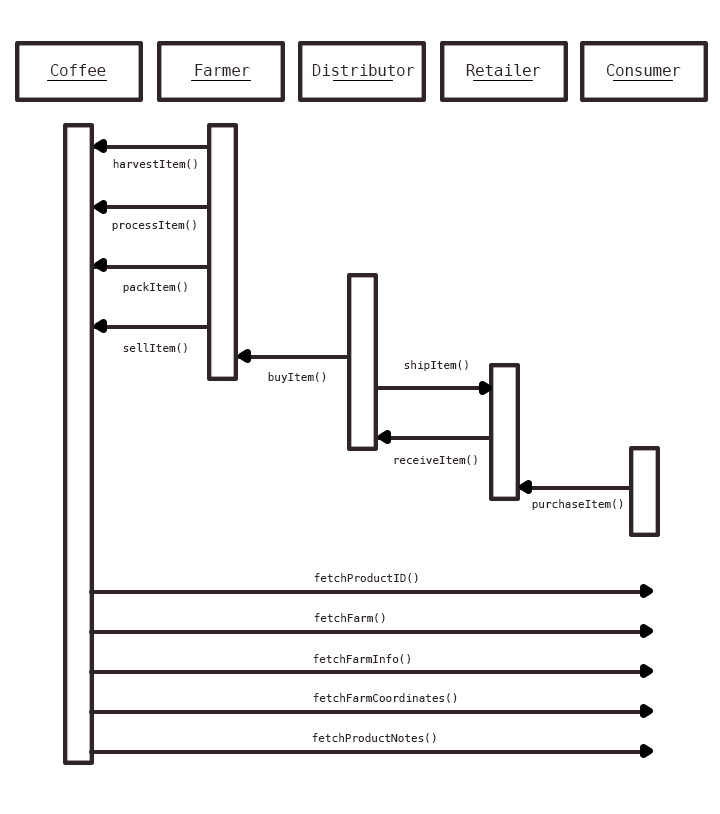 Coffee
Farmer
Distributor
Retailer
Consumer
harvestItem()
processItem()
packItem()
sellItem()
buyItem()
shipItem()
receiveItem()
purchaseItem()
fetchProductID()
fetchFarm()
fetchFarmInfo()
fetchFarmCoordinates()
fetchProductNotes()